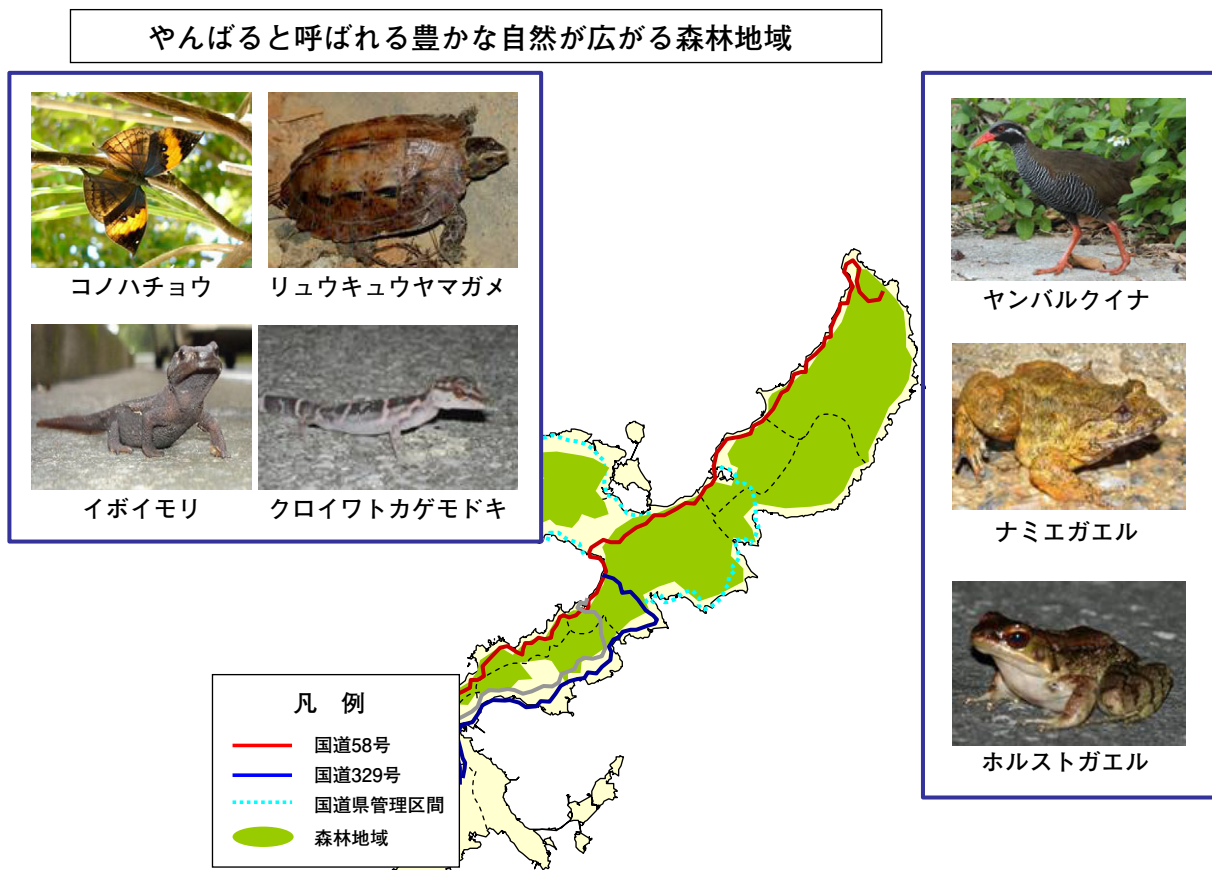 やんばると呼ばれる豊かな自然が広がる森林地域
コノハチョウ
リュウキュウヤマガメ
イボイモリ
クロイワトカゲモドキ
ヤンバルクイナ
ナミエガエル
ホルストガエル
凡 例
国道58号
国道329号
国道県管理区間
森林地域